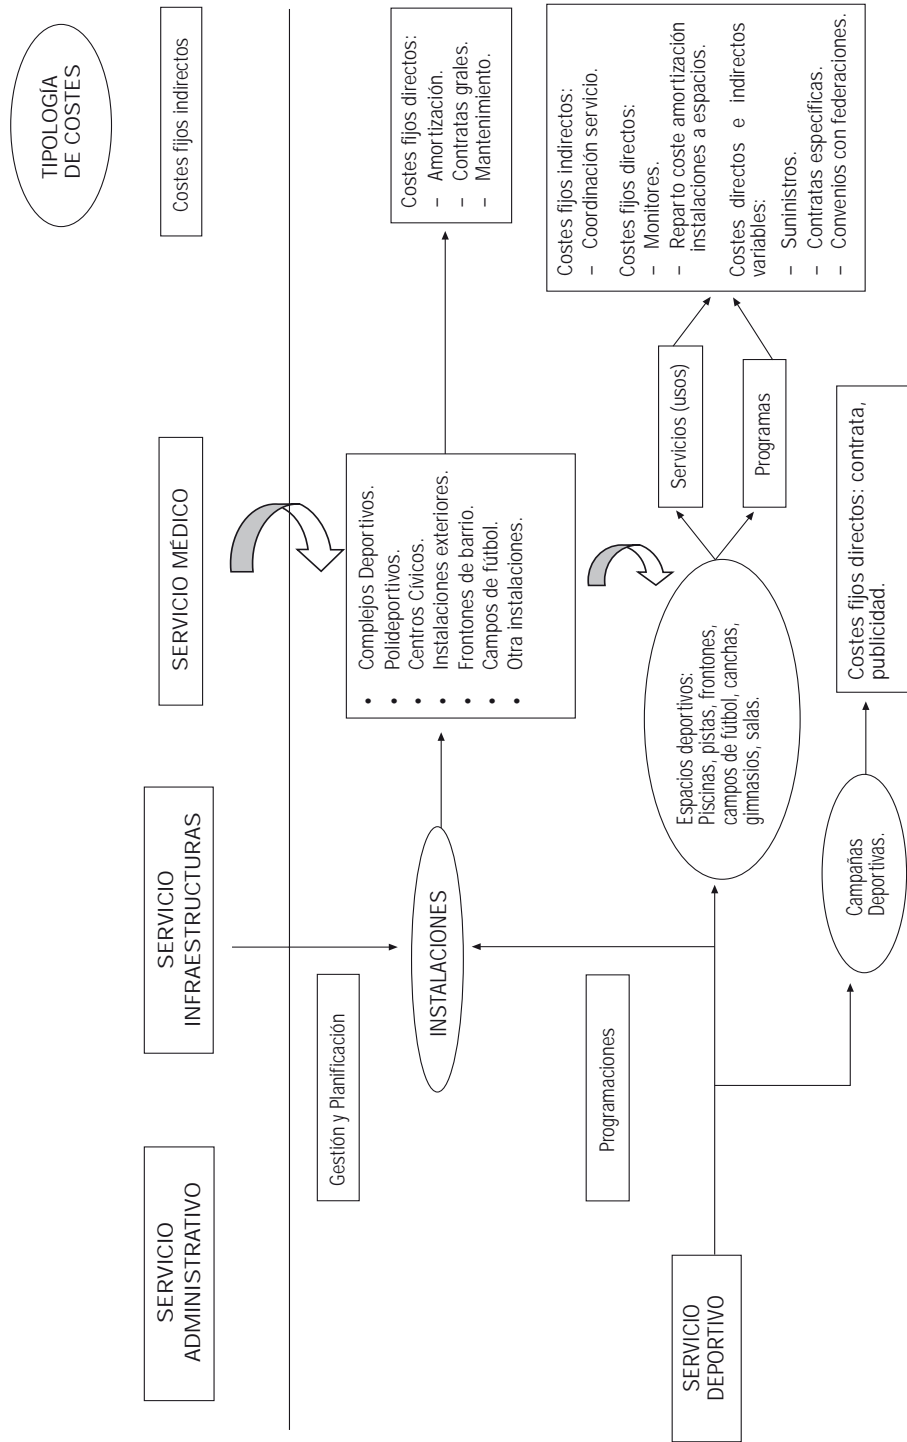 TIPOLOGÍA
DE COSTES
SERVICIO
ADMINISTRATIVO
SERVICIO
INFRAESTRUCTURAS
SERVICIO MÉDICO
Costes fijos indirectos
Gestión y Planificación
INSTALACIONES
• Complejos Deportivos.
• Polideportivos.
• Centros Cívicos.
• Instalaciones exteriores.
• Frontones de barrio.
• Campos de fútbol.
• Otra instalaciones.
Costes fijos directos:
– Amortización.
– Contratas grales.
– Mantenimiento.
Programaciones
SERVICIO
DEPORTIVO
Espacios deportivos:
Piscinas, pistas, frontones,
campos de fútbol, canchas,
gimnasios, salas.
Servicios (usos)
Programas
Costes fijos indirectos:
– Coordinación servicio.
Costes fijos directos:
– Monitores.
– Reparto coste amortización
instalaciones a espacios.
Costes directos e indirectos
variables:
– Suninistros.
– Contratas específicas.
– Convenios con federaciones.
Campañas
Deportivas.
Costes fijos directos: contrata,
publicidad.